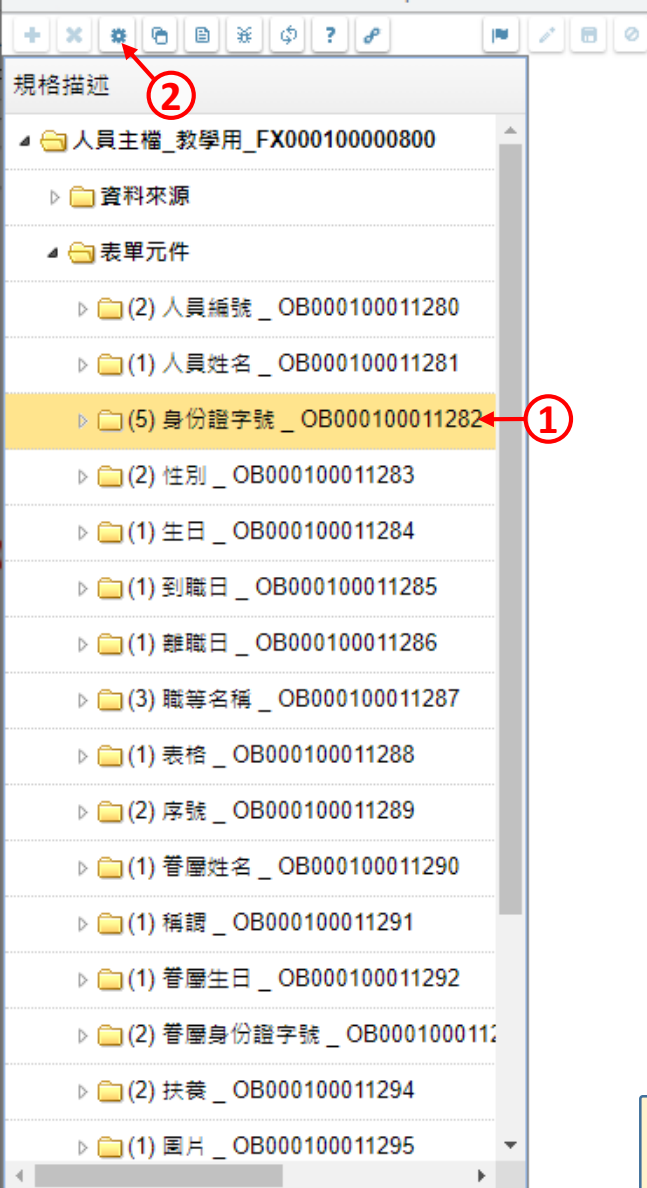 ?
2
規格描述
人員主檔_教學用_FX000100000800
資料來源
表單元件
(2) 人員編號 _ OB000100011280
(1) 人員姓名 _ OB000100011281
(5) 身份證字號 _ OB000100011282
1
(2) 性別 _ OB000100011283
(1) 生日 _ OB000100011284
(1) 到職日 _ OB000100011285
(1) 離職日 _ OB000100011286
(3) 職等名稱 _ OB000100011287
(1) 表格 _ OB000100011288
(2) 序號 _ OB000100011289
(1) 眷屬姓名 _ OB000100011290
(1) 稱謂 _ OB000100011291
(1) 眷屬生日 _ OB000100011292
(2) 眷屬身份證字號 _ OB0001000112
(2) 扶養 _ OB000100011294
(1) 圖片 _ OB000100011295